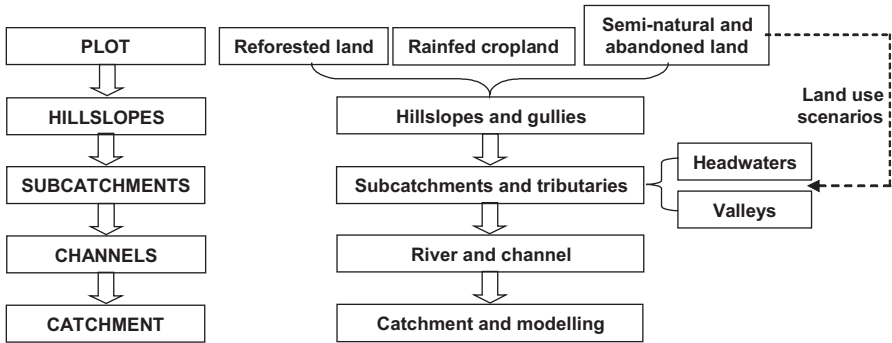 PLOT
Reforested land
Rainfed cropland
Semi-natural and
abandoned land
Land use
scenarios
HILLSLOPES
Hillslopes and gullies
SUBCATCHMENTS
Subcatchments and tributaries
Headwaters
Valleys
CHANNELS
River and channel
CATCHMENT
Catchment and modelling